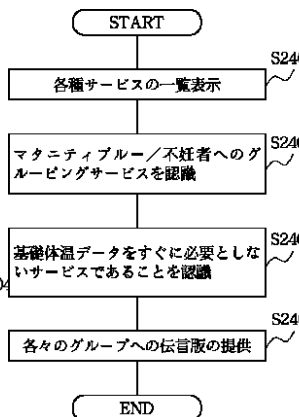 START
S240
各種サービスの一覧表示
S240
マタニティブルー／不妊者へのグ
ルーピングサービスを認識
S240
基礎体温データをすぐに必要としな
いサービスであることを認識
S240
各々のグループへの伝言版の提供
END